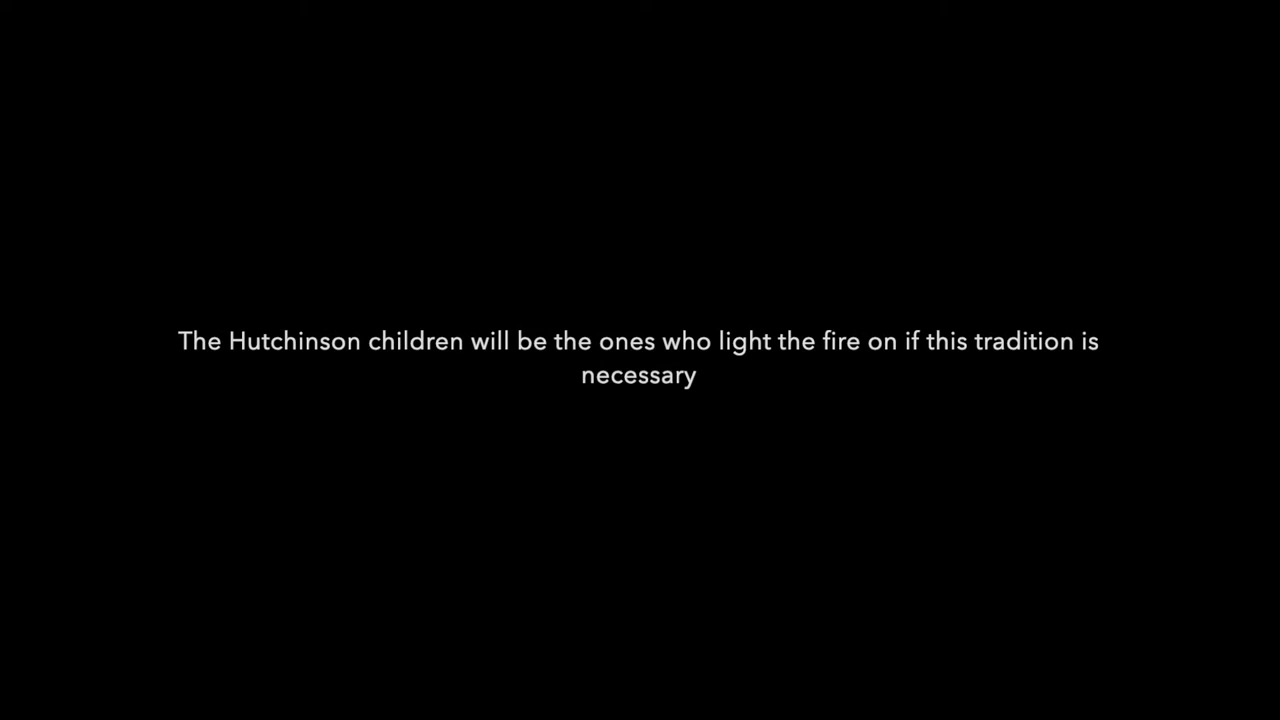 The Hutchinson children will be the ones who light the fire on if this tradition is
necessary